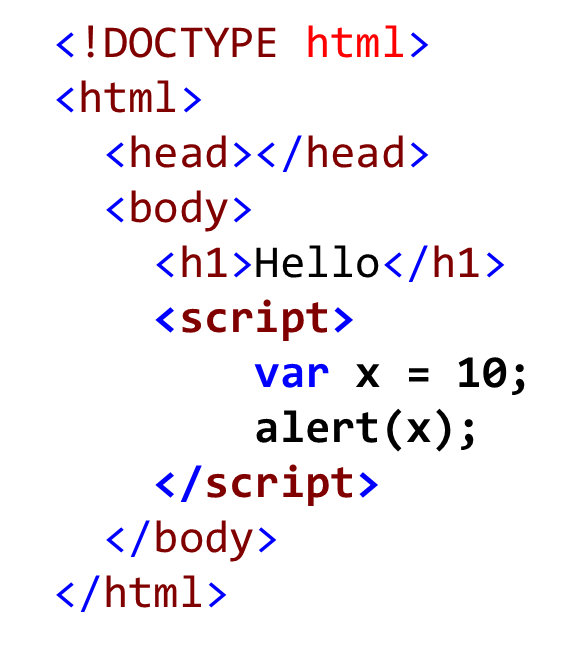 <!DOCTYPE html>
<html>
  <head></head>
  <body>
    <h1>Hello</h1>
    <script>
        var x = 10;
        alert(x);
    </script>
  </body>
</html>